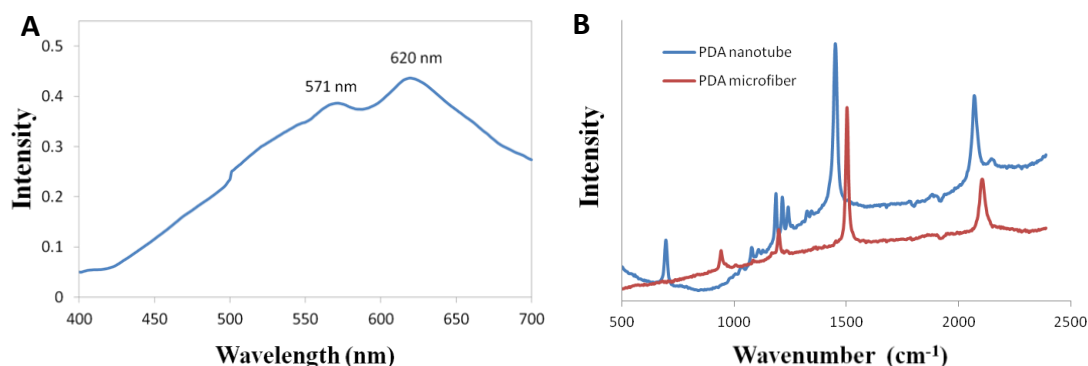 A
0.5
0.4
0.3
0.2
0.1
0
571 nm
620 nm
400
450
500
550
600
650
700
Intensity
Wavelength (nm)
B
PDA nanotube
PDA microfiber
500
1000
1500
2000
2500
Intensity
Wavenumber (cm⁻¹)